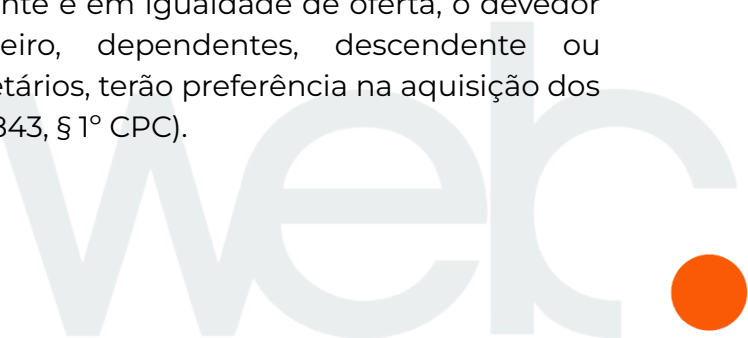 nte e em igualdade de oferta, o devedor
eiro, dependentes, descendente ou
etários, terão preferência na aquisição dos
843, § 1º CPC).
web.